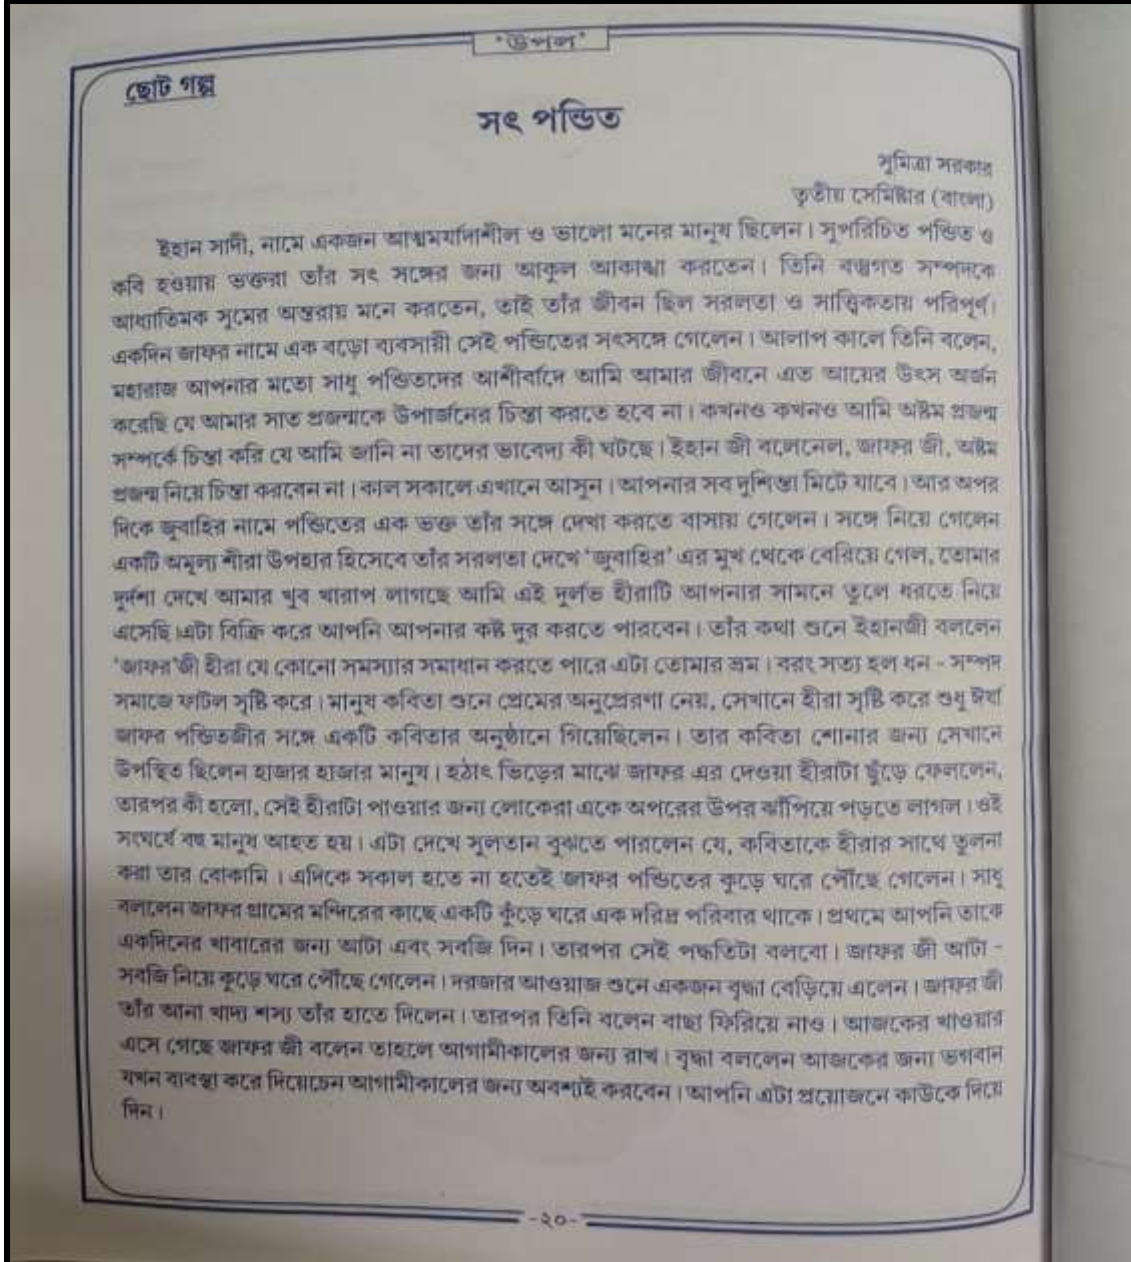 'উপল'
ছোট গল্প
সৎ পন্ডিত
সুমিত্রা সরকার
তৃতীয় সেমিষ্টার (বাংলা)
ইহান সাদী, নামে একজন আত্মমর্যাদাশীল ও ভালো মনের মানুষ ছিলেন। সুপরিচিত পন্ডিত ও
কবি হওয়ায় ভক্তরা তাঁর সৎ সঙ্গের জন্য আকুল আকাঙ্খা করতেন। তিনি বস্তুগত সম্পদকে
আধ্যাতিমক সুমের অন্তরায় মনে করতেন, তাই তাঁর জীবন ছিল সরলতা ও সাত্ত্বিকতায় পরিপূর্ণ।
একদিন জাফর নামে এক বড়ো ব্যবসায়ী সেই পন্ডিতের সৎসঙ্গে গেলেন। আলাপ কালে তিনি বলেন,
মহারাজ আপনার মতো সাধু পন্ডিতদের আশীর্বাদে আমি আমার জীবনে এত আয়ের উৎস অর্জন
করেছি যে আমার সাত প্রজন্মকে উপার্জনের চিন্তা করতে হবে না। কখনও কখনও আমি অষ্টম প্রজন্ম
সম্পর্কে চিন্তা করি যে আমি জানি না তাদের ভাবেদ্য কী ঘটছে। ইহান জী বলেনেল, জাফর জী, অষ্টম
প্রজন্ম নিয়ে চিন্তা করবেন না। কাল সকালে এখানে আসুন। আপনার সব দুশিন্তা মিটে যাবে। আর অপর
দিকে জুবাহির নামে পন্ডিতের এক ভক্ত তাঁর সঙ্গে দেখা করতে বাসায় গেলেন। সঙ্গে নিয়ে গেলেন
একটি অমূল্য শীরা উপহার হিসেবে তাঁর সরলতা দেখে 'জুবাহির' এর মুখ থেকে বেরিয়ে গেল, তোমার
দুর্দশা দেখে আমার খুব খারাপ লাগছে আমি এই দুর্লভ হীরাটি আপনার সামনে তুলে ধরতে নিয়ে
এসেছি।এটা বিক্রি করে আপনি আপনার কষ্ট দুর করতে পারবেন। তাঁর কথা শুনে ইহানজী বললেন
'জাফর'জী হীরা যে কোনো সমস্যার সমাধান করতে পারে এটা তোমার ভ্রম। বরং সত্য হল ধন - সম্পদ
সমাজে ফাটল সৃষ্টি করে। মানুষ কবিতা শুনে প্রেমের অনুপ্রেরণা নেয়, সেখানে হীরা সৃষ্টি করে শুধু ঈর্ষা
জাফর পন্ডিতজীর সঙ্গে একটি কবিতার অনুষ্ঠানে গিয়েছিলেন। তার কবিতা শোনার জন্য সেখানে
উপস্থিত ছিলেন হাজার হাজার মানুষ। হঠাৎ ভিড়ের মাঝে জাফর এর দেওয়া হীরাটা ছুঁড়ে ফেললেন,
তারপর কী হলো, সেই হীরাটা পাওয়ার জন্য লোকেরা একে অপরের উপর ঝাঁপিয়ে পড়তে লাগল। ওই
সংঘর্ষে বহু মানুষ আহত হয়। এটা দেখে সুলতান বুঝতে পারলেন যে, কবিতাকে হীরার সাথে তুলনা
করা তার বোকামি । এদিকে সকাল হতে না হতেই জাফর পন্ডিতের কুড়ে ঘরে পৌঁছে গেলেন। সাধু
বললেন জাফর গ্রামের মন্দিরের কাছে একটি কুঁড়ে ঘরে এক দরিদ্র পরিবার থাকে। প্রথমে আপনি তাকে
একদিনের খাবারের জন্য আটা এবং সবজি দিন। তারপর সেই পদ্ধতিটা বলবো। জাফর জী আটা -
সবজি নিয়ে কুড়ে ঘরে পৌঁছে গেলেন। দরজার আওয়াজ শুনে একজন বৃদ্ধা বেড়িয়ে এলেন। জাফর জী
তাঁর আনা খাদ্য শস্য তাঁর হাতে দিলেন। তারপর তিনি বলেন বাছা ফিরিয়ে নাও। আজকের খাওয়ার
এসে গেছে জাফর জী বলেন তাহলে আগামীকালের জন্য রাখ। বৃদ্ধা বললেন আজকের জন্য ভগবান
যখন ব্যবস্থা করে দিয়েচেন আগামীকালের জন্য অবশ্যই করবেন। আপনি এটা প্রয়োজনে কাউকে দিয়ে
দিন।
-২০-